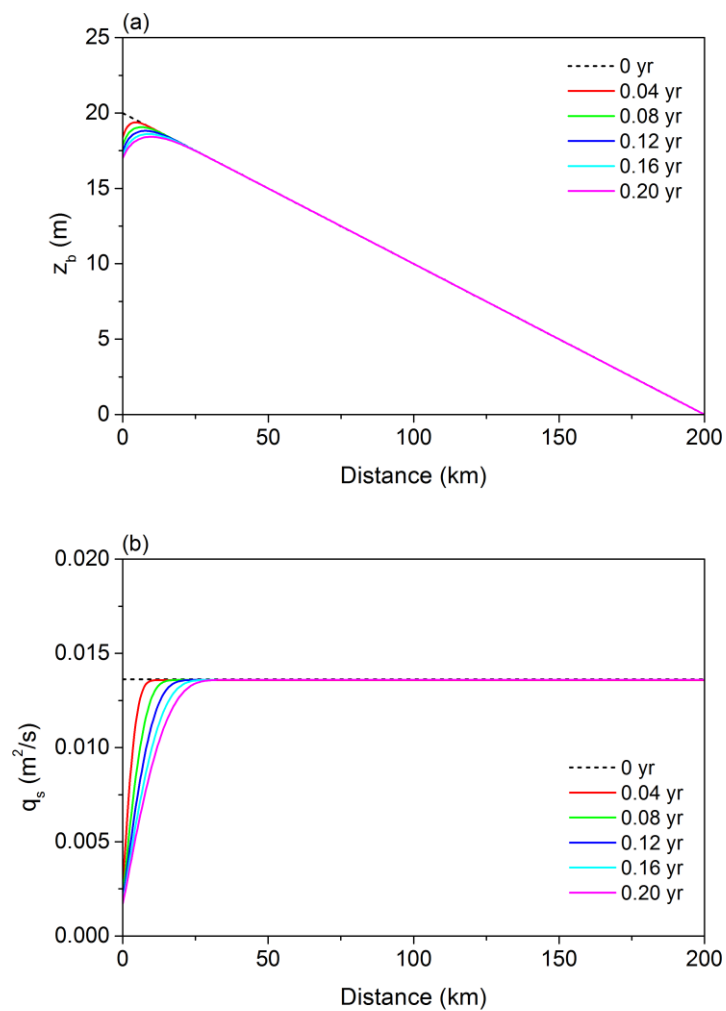 (a)
25
20
15
10
5
0
z_b (m)
0 yr
0.04 yr
0.08 yr
0.12 yr
0.16 yr
0.20 yr
0 50 100 150 200
Distance (km)
(b)
0.020
0.015
0.010
0.005
0.000
q_s (m²/s)
0 yr
0.04 yr
0.08 yr
0.12 yr
0.16 yr
0.20 yr
0 50 100 150 200
Distance (km)